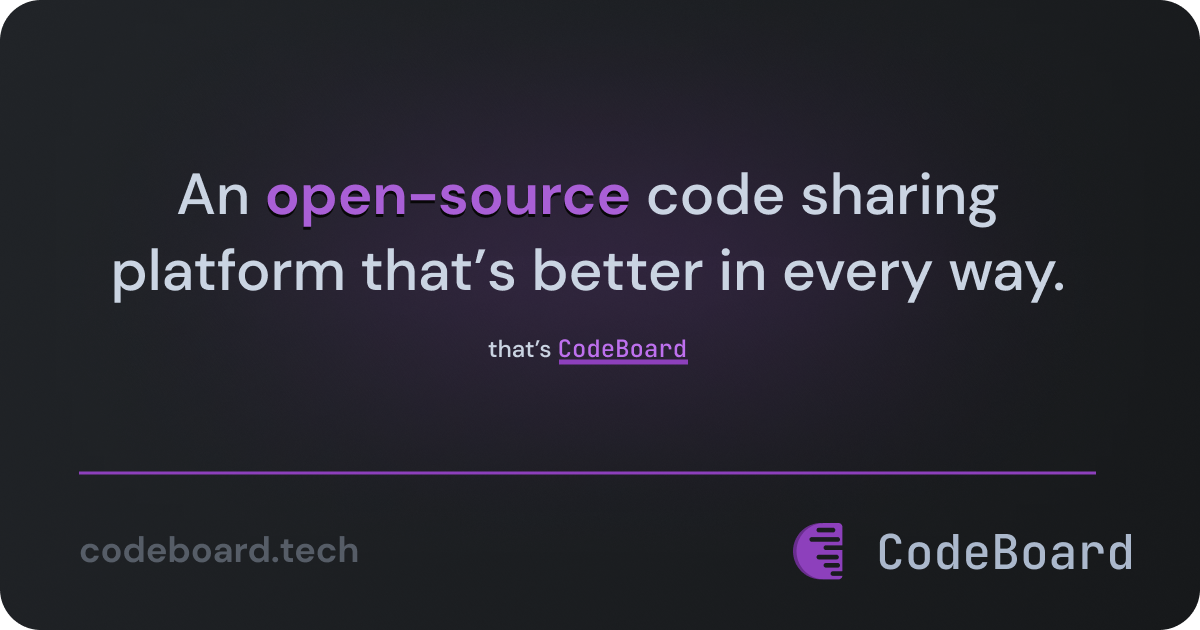 An open-source code sharing
platform that’s better in every way.
that’s CodeBoard
codeboard.tech
CodeBoard